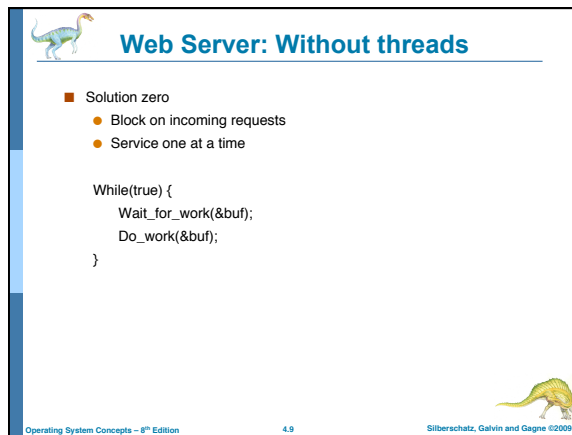 Web Server: Without threads
■ Solution zero
● Block on incoming requests
● Service one at a time
While(true) {
Wait_for_work(&buf);
Do_work(&buf);
}
Operating System Concepts – 8th Edition
4.9
Silberschatz, Galvin and Gagne ©2009